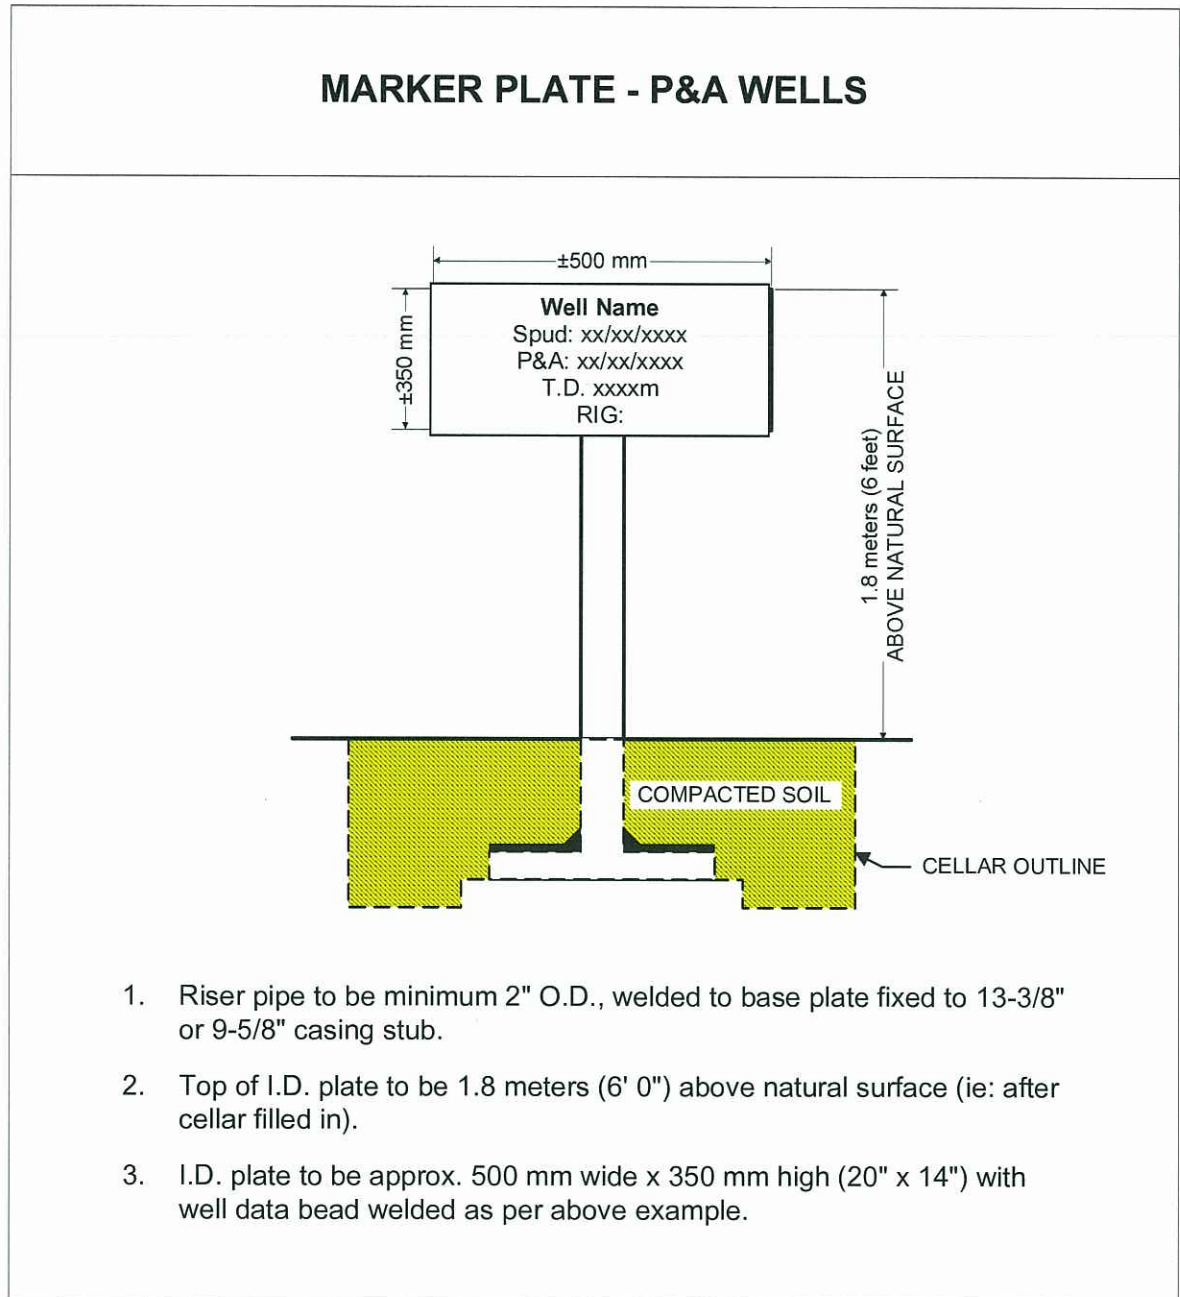 MARKER PLATE - P&A WELLS
±500 mm
±350 mm
Well Name
Spud: xx/xx/xxxx
P&A: xx/xx/xxxx
T.D. xxxxm
RIG:
1.8 meters (6 feet)
ABOVE NATURAL SURFACE
COMPACTED SOIL
CELLAR OUTLINE
1. Riser pipe to be minimum 2" O.D., welded to base plate fixed to 13-3/8"
or 9-5/8" casing stub.
2. Top of I.D. plate to be 1.8 meters (6' 0") above natural surface (ie: after
cellar filled in).
3. I.D. plate to be approx. 500 mm wide x 350 mm high (20" x 14") with
well data bead welded as per above example.